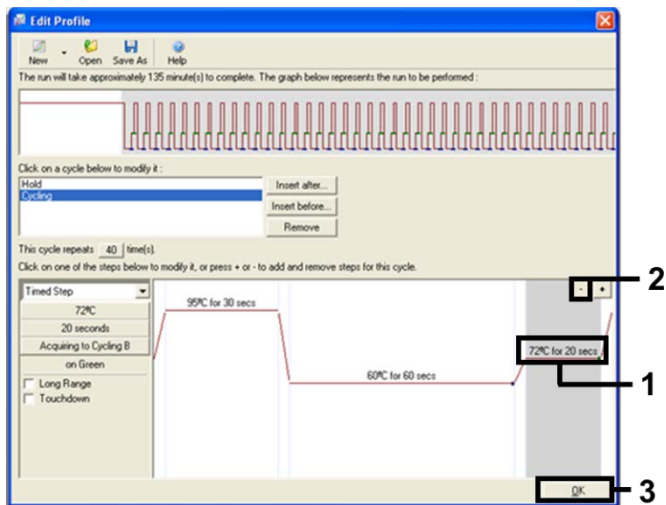 Edit Profile
New Open Save As Help
The run will take approximately 135 minute(s) to complete. The graph below represents the run to be performed :
Click on a cycle below to modify it :
Hold
Cycling
Insert after...
Insert before...
Remove
This cycle repeats 40 time(s).
Click on one of the steps below to modify it, or press + or - to add and remove steps for this cycle.
Timed Step
72ºC
20 seconds
Acquiring to Cycling B
on Green
Long Range
Touchdown
95ºC for 30 secs
60ºC for 60 secs
72ºC for 20 secs
- +
2
1
OK
3